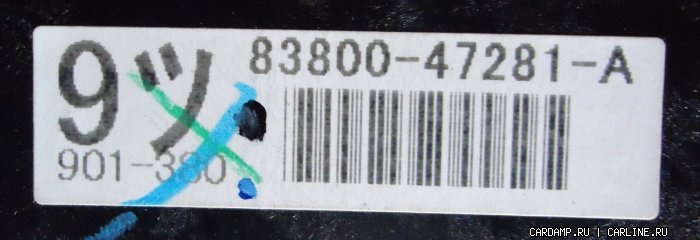 9ツ 83800-47281-A
901-380
CARDAMP.RU | CARLINE.RU